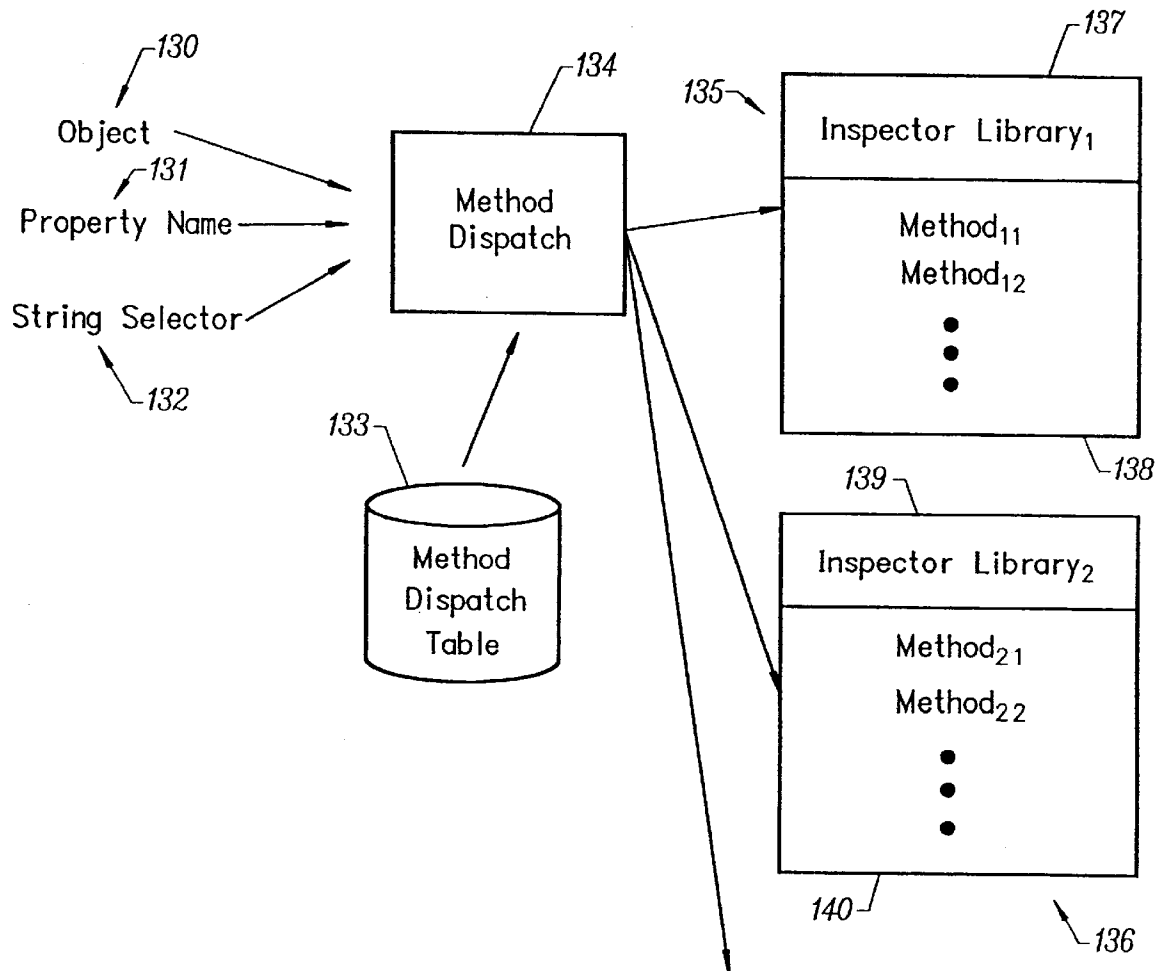 130
Object
131
Property Name
String Selector
132
134
Method
Dispatch
133
Method
Dispatch
Table
135
137
Inspector Library₁
Method₁₁
Method₁₂
138
139
Inspector Library₂
Method₂₁
Method₂₂
140
136